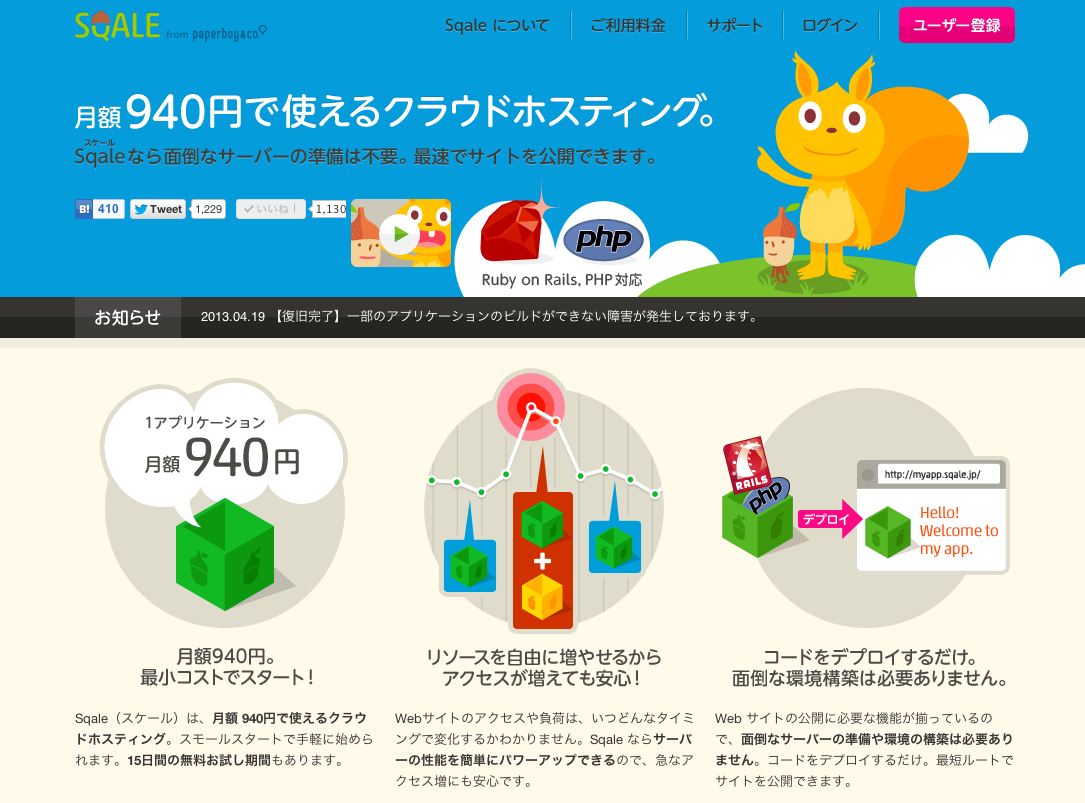 SQALE from paperboy&co.
Sqale について
ご利用料金
サポート
ログイン
ユーザー登録
月額940円で使えるクラウドホスティング。
スケール
Sqaleなら面倒なサーバーの準備は不要。最速でサイトを公開できます。
B! 410
Tweet 1,229
いいね！ 1,130
php
Ruby on Rails, PHP 対応
お知らせ
2013.04.19 【復旧完了】一部のアプリケーションのビルドができない障害が発生しております。
1アプリケーション
月額 940円
RAILS
php
デプロイ
http://myapp.sqale.jp/
Hello!
Welcome to
my app.
月額940円。
最小コストでスタート！
リソースを自由に増やせるから
アクセスが増えても安心！
コードをデプロイするだけ。
面倒な環境構築は必要ありません。
Sqale（スケール）は、月額 940円で使えるクラウ
ドホスティング。スモールスタートで手軽に始めら
れます。15日間の無料お試し期間もあります。
Webサイトのアクセスや負荷は、いつどんなタイミ
ングで変化するかわかりません。Sqale ならサーバ
ーの性能を簡単にパワーアップできるので、急なア
クセス増にも安心です。
Web サイトの公開に必要な機能が揃っているの
で、面倒なサーバーの準備や環境の構築は必要あり
ません。コードをデプロイするだけ。最短ルートで
サイトを公開できます。